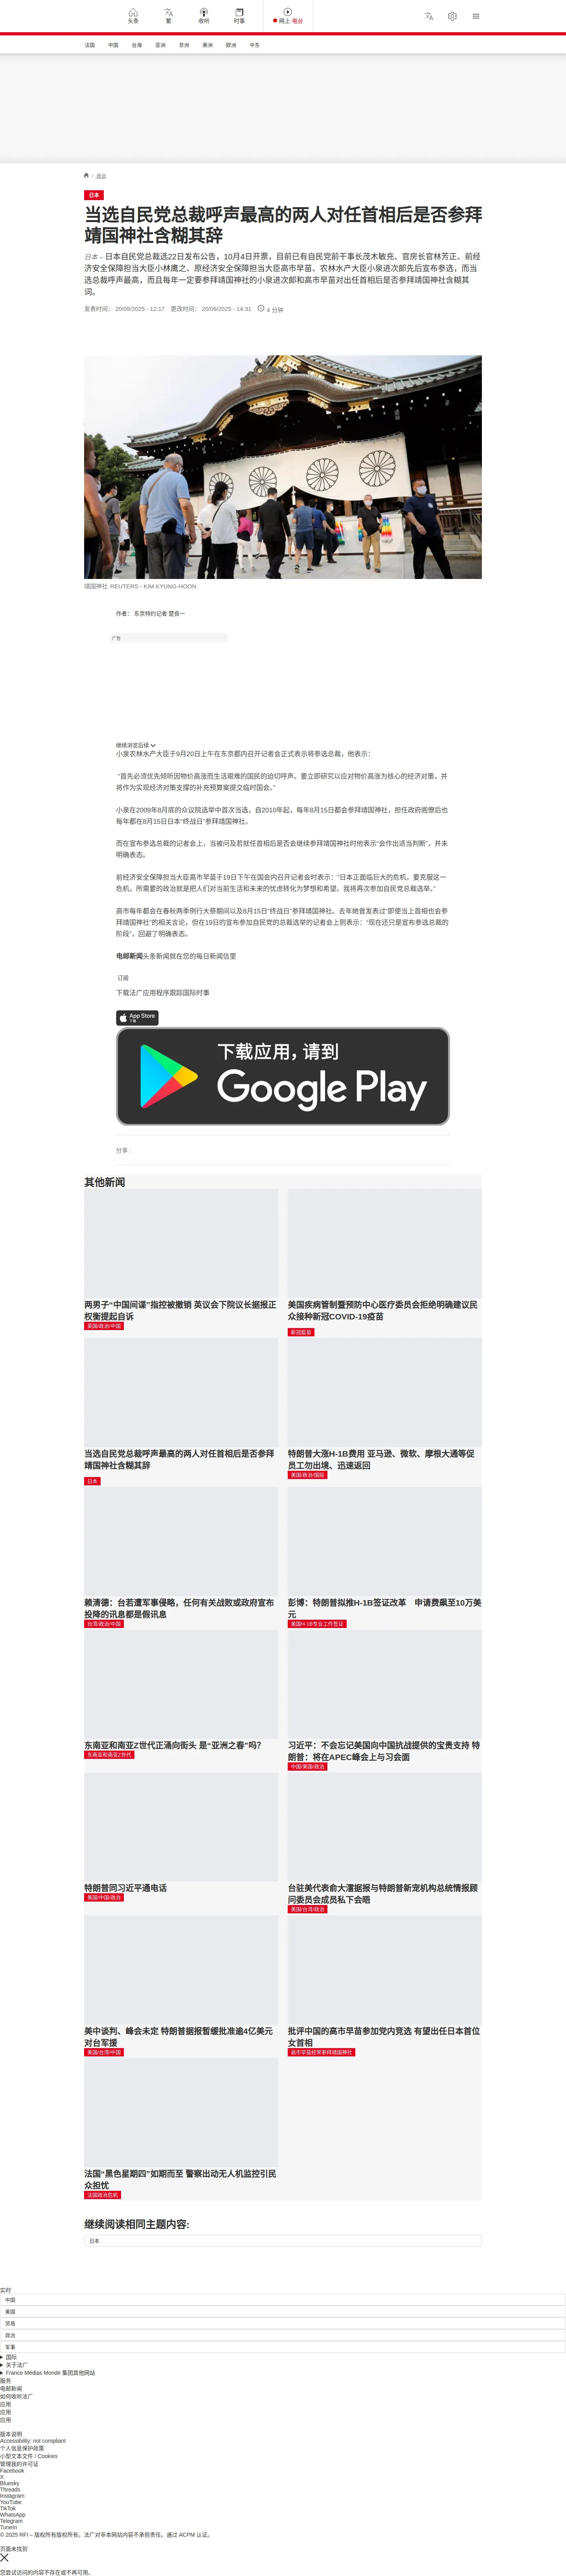 头条
繁
收听
时事
网上 电台
法国
中国
台海
亚洲
非洲
美洲
欧洲
中东
/ 政治
日本
当选自民党总裁呼声最高的两人对任首相后是否参拜
靖国神社含糊其辞
日本 – 日本自民党总裁选22日发布公告，10月4日开票，目前已有自民党前干事长茂木敏充、官房长官林芳正、前经
济安全保障担当大臣小林鹰之、原经济安全保障担当大臣高市早苗、农林水产大臣小泉进次郎先后宣布参选，而当
选总裁呼声最高，而且每年一定要参拜靖国神社的小泉进次郎和高市早苗对出任首相后是否参拜靖国神社含糊其
词。
发表时间： 20/09/2025 - 12:17 更改时间： 20/09/2025 - 14:31 4 分钟
靖国神社 REUTERS - KIM KYUNG-HOON
作者： 东京特约记者 楚良一
广告
继续浏览后续
小泉农林水产大臣于9月20日上午在东京都内召开记者会正式表示将参选总裁，他表示：
“首先必须优先倾听因物价高涨而生活艰难的国民的迫切呼声。要立即研究以应对物价高涨为核心的经济对策，并
将作为实现经济对策支撑的补充预算案提交临时国会。”
小泉在2009年8月底的众议院选举中首次当选，自2010年起，每年8月15日都会参拜靖国神社，担任政府阁僚后也
每年都在8月15日日本“终战日”参拜靖国神社。
而在宣布参选总裁的记者会上，当被问及若就任首相后是否会继续参拜靖国神社时他表示“会作出适当判断”，并未
明确表态。
前经济安全保障担当大臣高市早苗于19日下午在国会内召开记者会时表示：“日本正面临巨大的危机，要克服这一
危机，所需要的政治就是把人们对当前生活和未来的忧虑转化为梦想和希望。我将再次参加自民党总裁选举。”
高市每年都会在春秋两季例行大祭期间以及8月15日“终战日”参拜靖国神社。去年她曾发表过“即使当上首相也会参
拜靖国神社”的相关言论，但在19日的宣布参加自民党的总裁选举的记者会上则表示：“现在还只是宣布参选总裁的
阶段”，回避了明确表态。
电邮新闻头条新闻就在您的每日新闻信里
订阅
下载法广应用程序跟踪国际时事
App Store
下载
下载应用，请到
Google Play
分享 :
其他新闻
两男子“中国间谍”指控被撤销 英议会下院议长据报正
权衡提起自诉
英国/政治/中国
美国疾病管制暨预防中心医疗委员会拒绝明确建议民
众接种新冠COVID-19疫苗
新冠疫苗
当选自民党总裁呼声最高的两人对任首相后是否参拜
靖国神社含糊其辞
日本
特朗普大涨H-1B费用 亚马逊、微软、摩根大通等促
员工勿出境、迅速返回
美国/政治/国际
赖清德：台若遭军事侵略，任何有关战败或政府宣布
投降的讯息都是假讯息
台湾/政治/中国
彭博：特朗普拟推H-1B签证改革　申请费飙至10万美
元
美国H-1B专业工作签证
东南亚和南亚Z世代正涌向街头 是“亚洲之春”吗？
东南亚和南亚Z世代
习近平：不会忘记美国向中国抗战提供的宝贵支持 特
朗普：将在APEC峰会上与习会面
中国/美国/政治
特朗普同习近平通电话
美国/中国/政治
台驻美代表俞大㵢据报与特朗普新宠机构总统情报顾
问委员会成员私下会晤
美国/台湾/政治
美中谈判、峰会未定 特朗普据报暂缓批准逾4亿美元
对台军援
美国/台湾/中国
批评中国的高市早苗参加党内竞选 有望出任日本首位
女首相
高市早苗经常参拜靖国神社
法国“黑色星期四”如期而至 警察出动无人机监控引民
众担忧
法国政治危机
继续阅读相同主题内容:
日本
实时
中国
美国
贸易
政治
军事
国际
关于法广
France Médias Monde 集团其他网站
服务
电邮新闻
如何收听法广
应用
应用
应用
版本说明
Accessibility: not compliant
个人信息保护政策
小型文本文件 / Cookies
管理我的许可证
Facebook
X
Bluesky
Threads
Instagram
YouTube
TikTok
WhatsApp
Telegram
TuneIn
© 2025 RFI – 版权所有版权所有。法广对非本网站内容不承担责任。通过 ACPM 认证。
页面未找到
您尝试访问的内容不存在或不再可用。